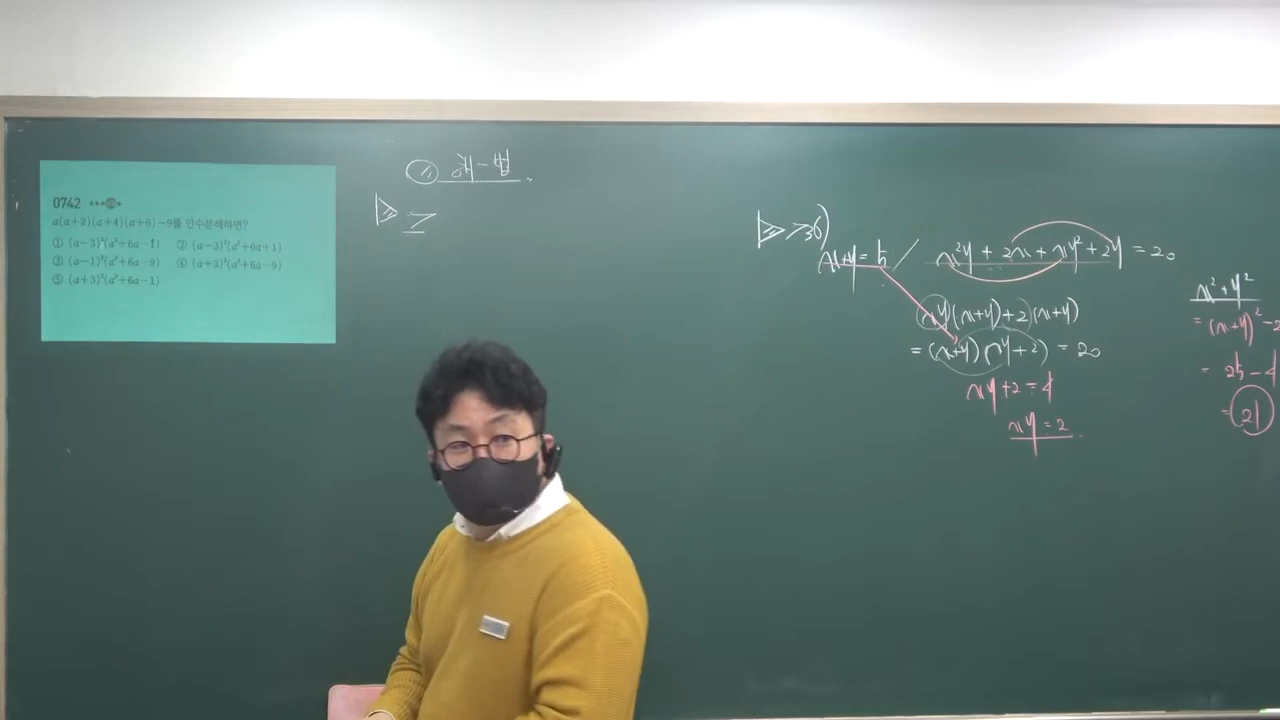 0742
a(a+2)(a+4)(a+6)-9를 인수분해하면?
① (a-3)²(a²+6a-1) ② (a-3)²(a²+6a+1)
③ (a-1)²(a²+6a-9) ④ (a+3)²(a²+6a-9)
⑤ (a+3)²(a²+6a-1)
736)
x+y=5 / x²y+2x+xy²+2y=20
xy(x+y)+2(x+y)
=(x+y)(xy+2)=20
xy+2=4
xy=2
x²+y²
=(x+y)²-2
=25-4
=21